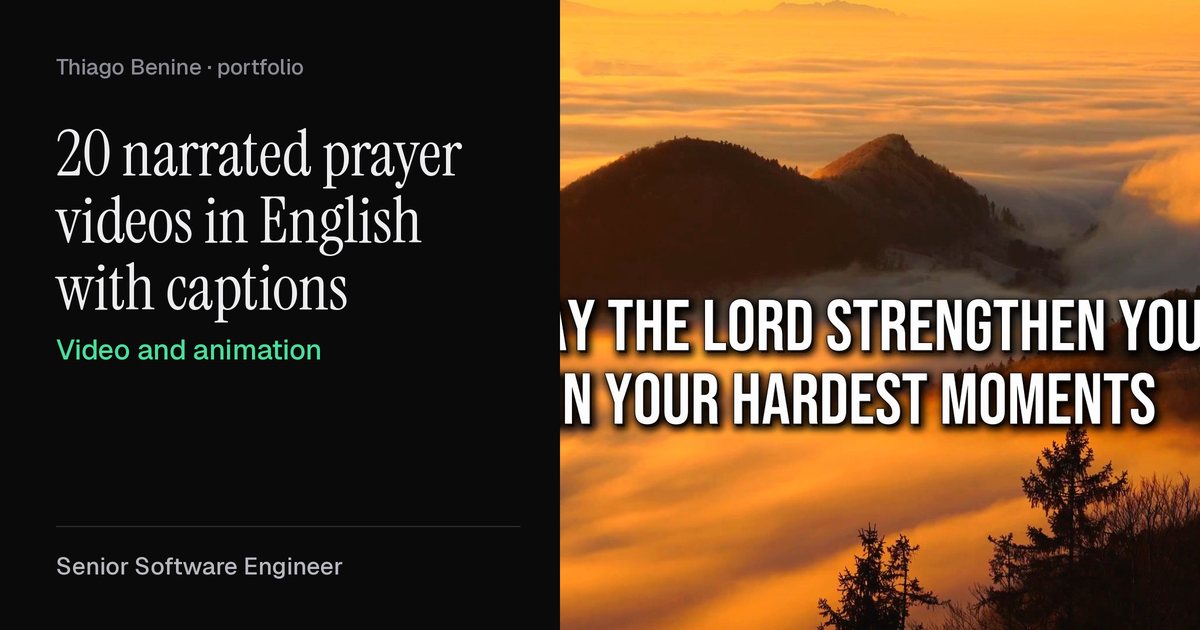 Thiago Benine · portfolio
20 narrated prayer
videos in English
with captions
Video and animation
Senior Software Engineer
AY THE LORD STRENGTHEN YOU
N YOUR HARDEST MOMENTS